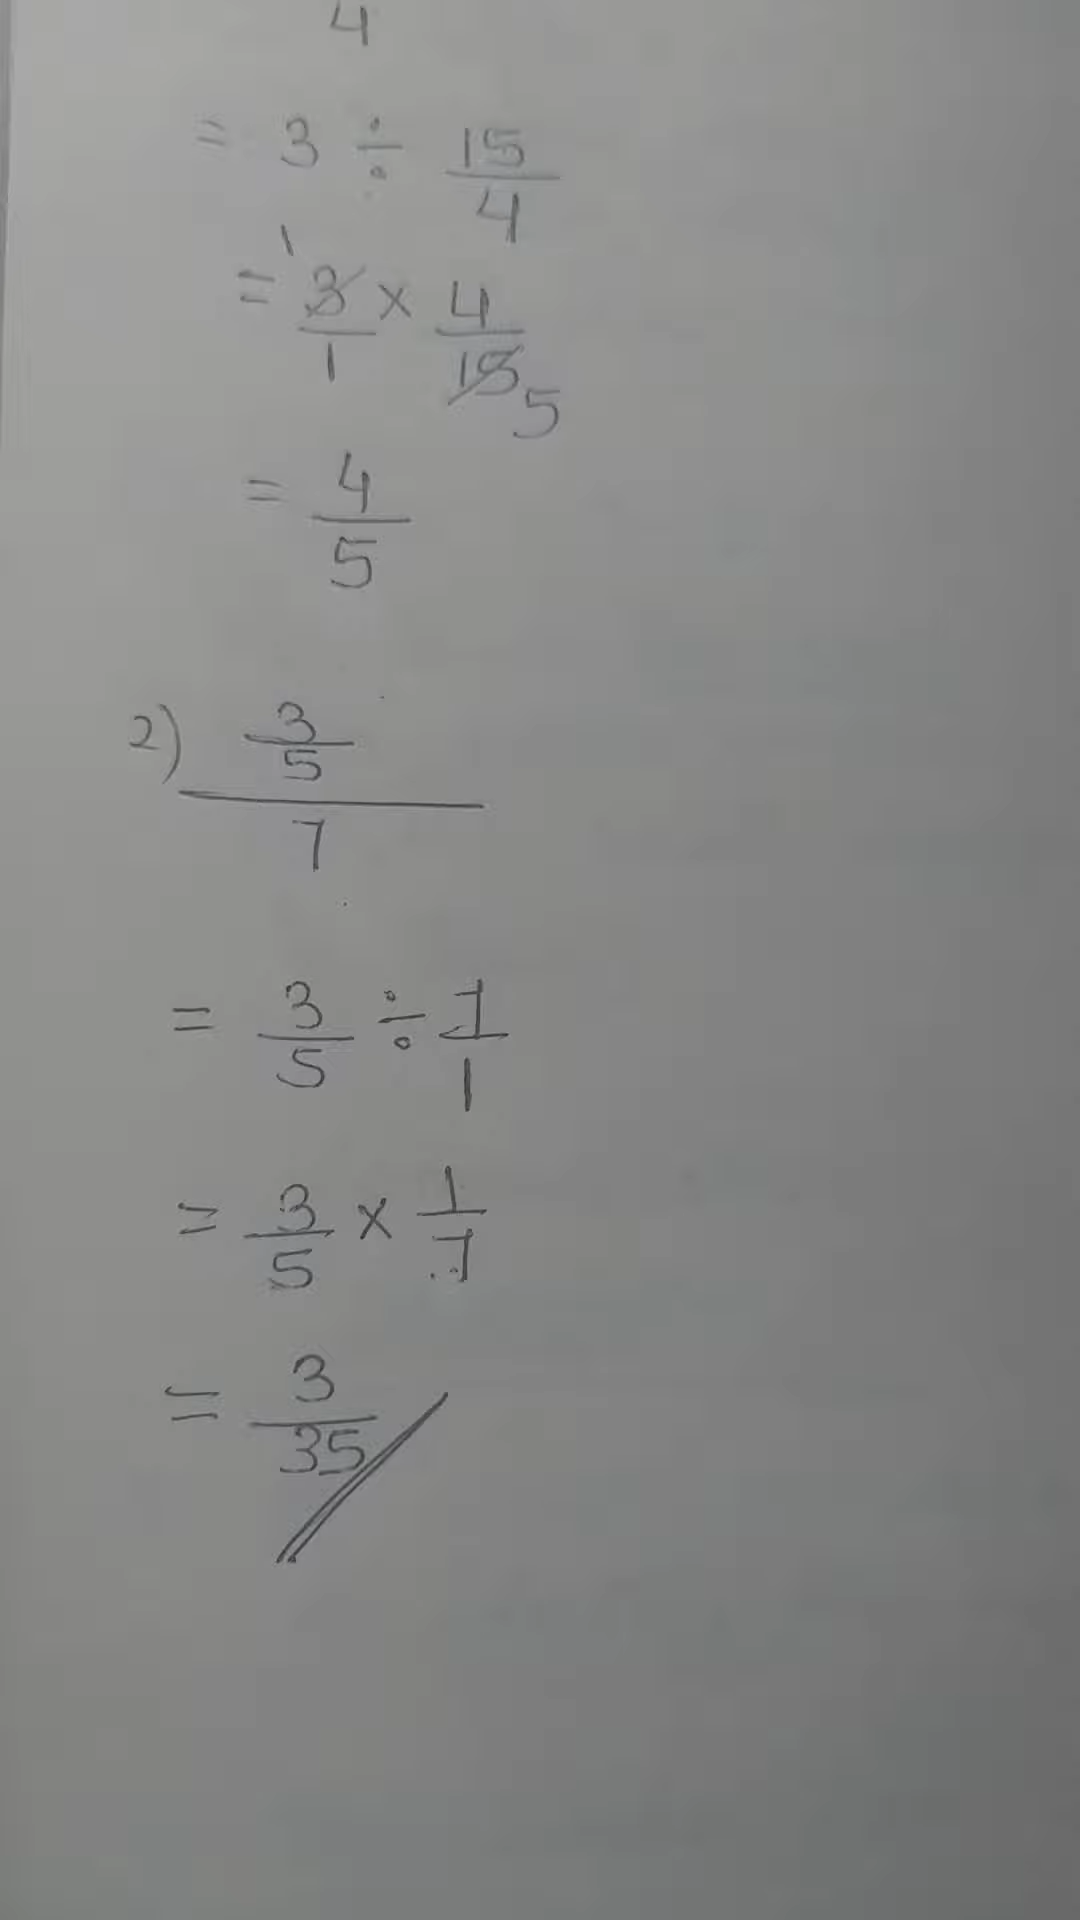 4
= 3 ÷ 15/4
= 1 3/1 × 4/15 5
= 4/5
2) 3/5
7
= 3/5 ÷ 7/1
= 3/5 × 1/7
= 3/35